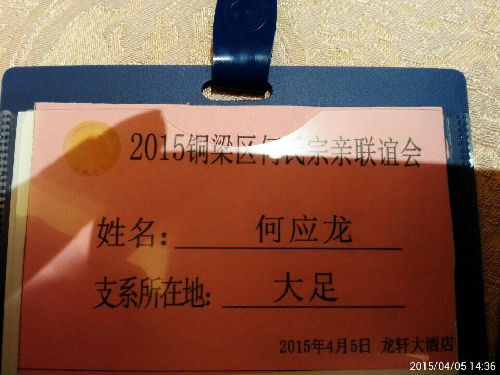 2015铜梁区何氏宗亲联谊会
姓名: 何应龙
支系所在地: 大足
2015年4月5日 龙轩大酒店
2015/04/05 14:36